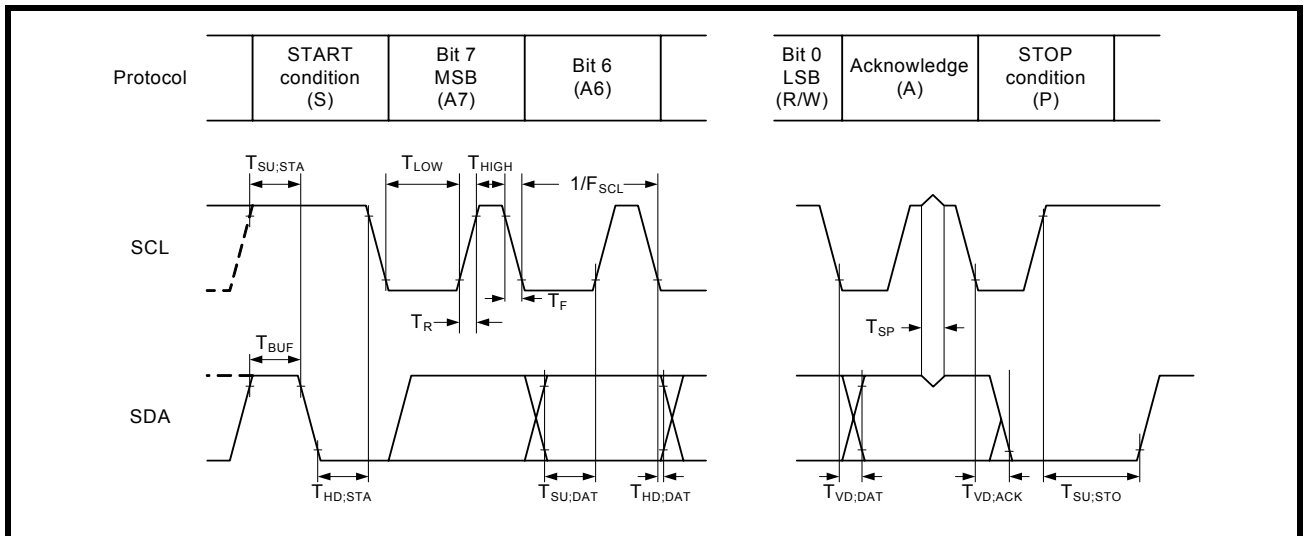 Protocol
START
condition
(S)
Bit 7
MSB
(A7)
Bit 6
(A6)
Bit 0
LSB
(R/W)
Acknowledge
(A)
STOP
condition
(P)
TSU;STA
TLOW
THIGH
1/FSCL
SCL
TR
TF
TSP
TBUF
SDA
THD;STA
TSU;DAT
THD;DAT
TVD;DAT
TVD;ACK
TSU;STO